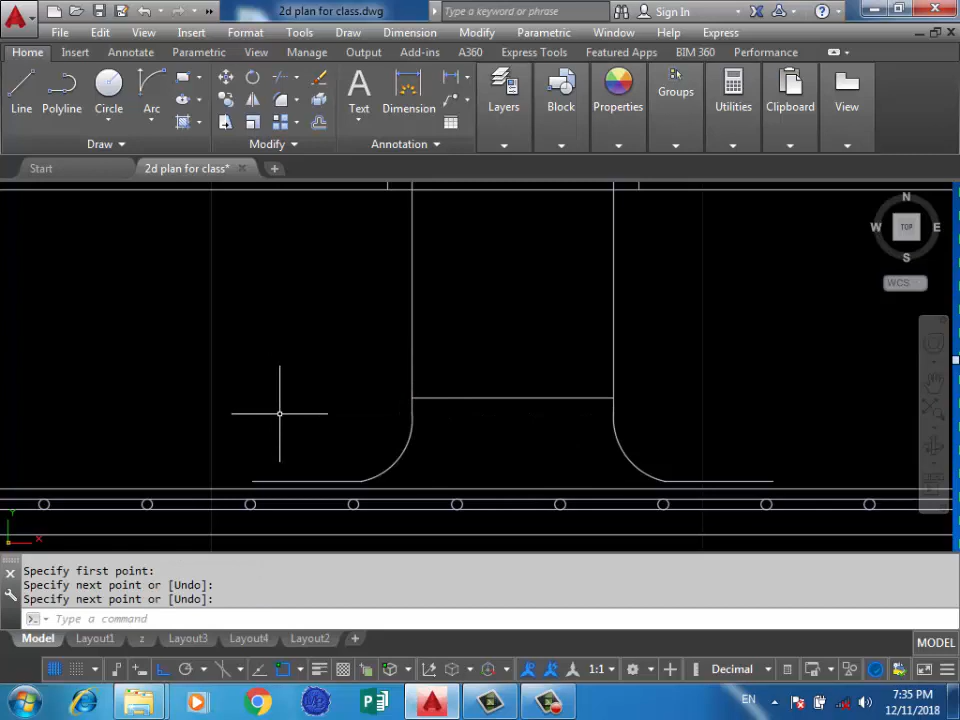 2d plan for class.dwg
Type a keyword or phrase
Sign In
File Edit View Insert Format Tools Draw Dimension Modify Parametric Window Help Express
Home Insert Annotate Parametric View Manage Output Add-ins A360 Express Tools Featured Apps BIM 360 Performance
Line Polyline Circle Arc Text Dimension Layers Block Properties Groups Utilities Clipboard View
Draw Modify Annotation
Start 2d plan for class*
N
W TOP E
S
WCS
Y
X
Specify first point:
Specify next point or [Undo]:
Specify next point or [Undo]:
Type a command
Model Layout1 z Layout3 Layout4 Layout2 +
MODEL
1:1 Decimal
EN
7:35 PM
12/11/2018